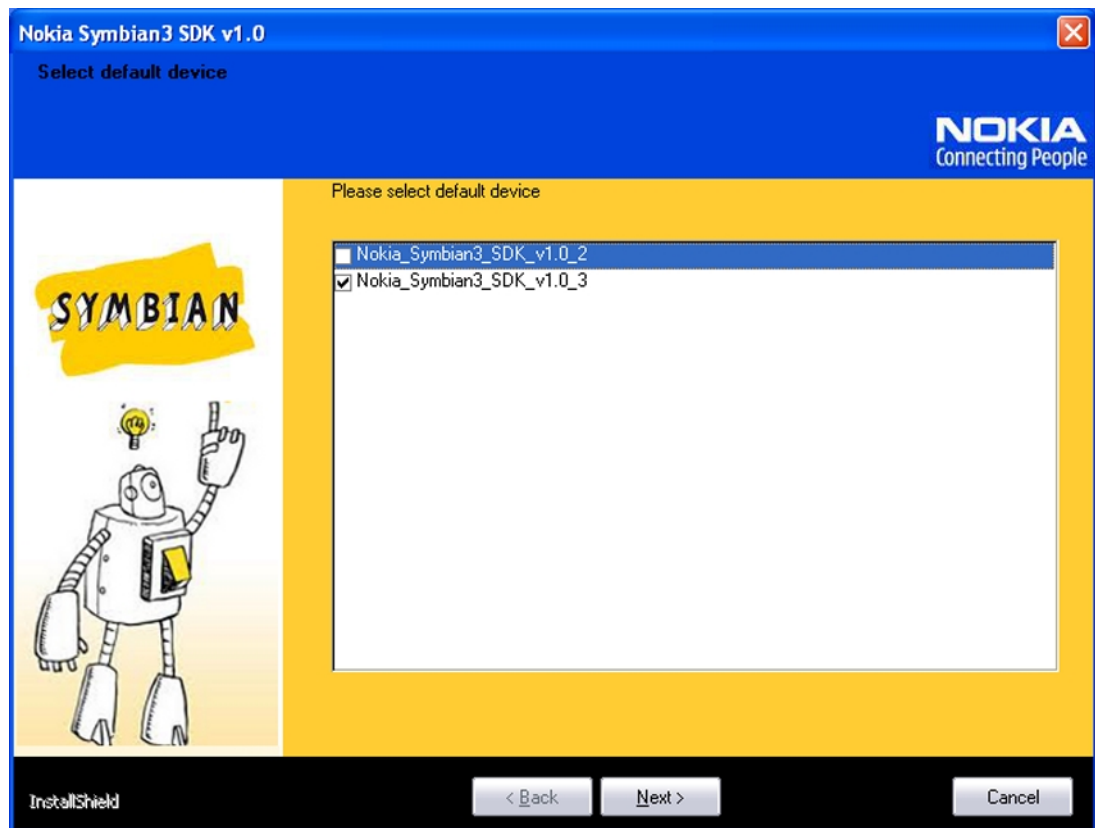 Nokia Symbian3 SDK v1.0
Select default device
NOKIA
Connecting People
Please select default device
Nokia_Symbian3_SDK_v1.0_2
Nokia_Symbian3_SDK_v1.0_3
SYMBIAN
InstallShield
< Back
Next >
Cancel